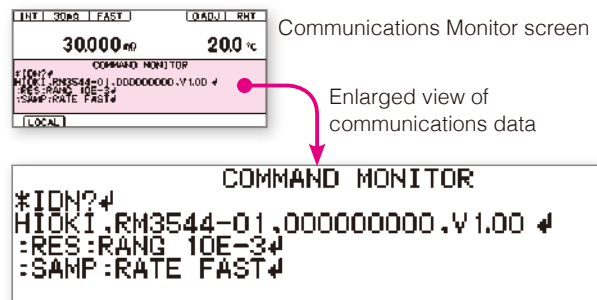 INT 30mΩ FAST 0ADJ RMT
Communications Monitor screen
30.000 mΩ 20.0 ℃
COMMAND MONITOR
*IDN?↲
HIOKI,RM3544-01,000000000,V1.00 ↲
:RES:RANG 10E-3↲
:SAMP:RATE FAST↲
LOCAL
Enlarged view of
communications data
COMMAND MONITOR
*IDN?↲
HIOKI,RM3544-01,000000000,V1.00 ↲
:RES:RANG 10E-3↲
:SAMP:RATE FAST↲